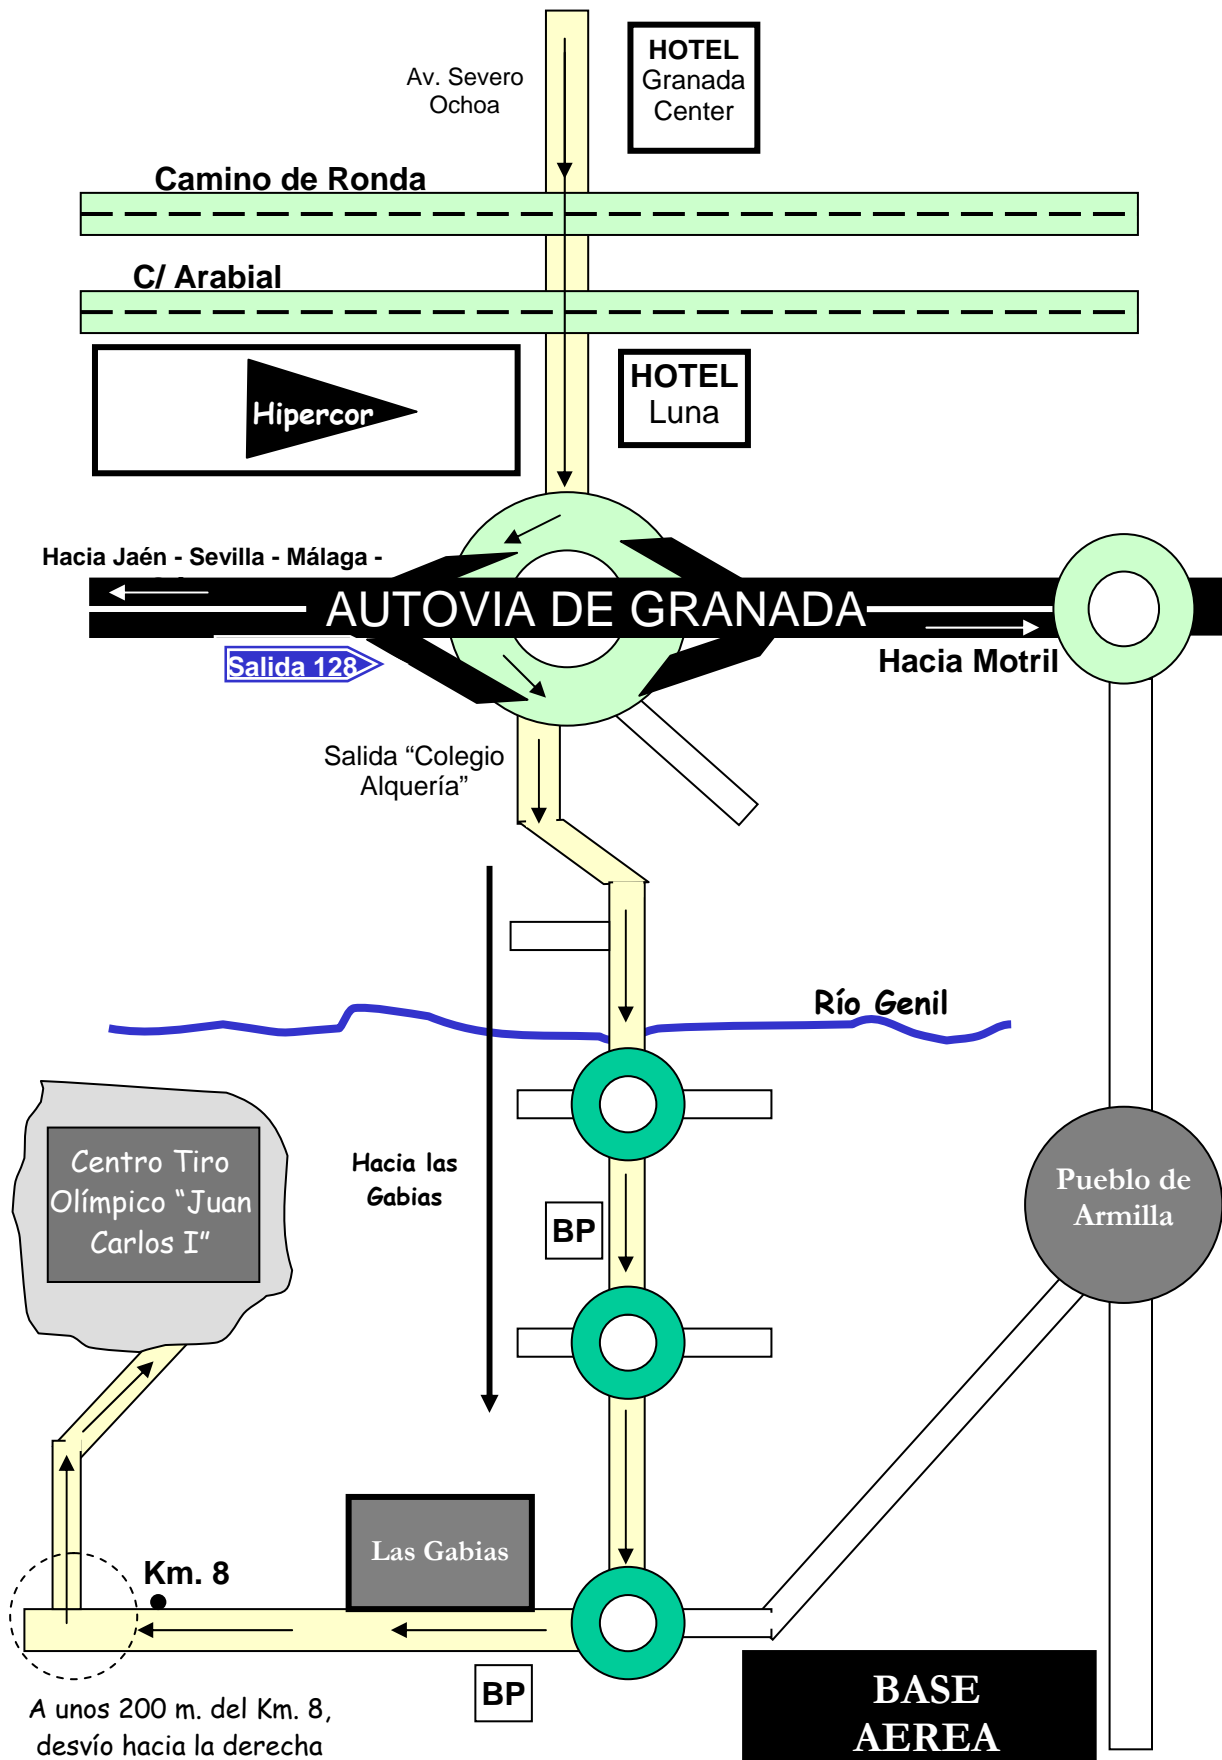 HOTEL
Granada
Center
Av. Severo
Ochoa
Camino de Ronda
C/ Arabial
Hipercor
HOTEL
Luna
Hacia Jaén - Sevilla - Málaga -
AUTOVIA DE GRANADA
Salida 128
Hacia Motril
Salida “Colegio
Alquería”
Río Genil
Centro Tiro
Olímpico “Juan
Carlos I”
Hacia las
Gabias
BP
Pueblo de
Armilla
Las Gabias
Km. 8
BP
BASE
AEREA
A unos 200 m. del Km. 8,
desvío hacia la derecha